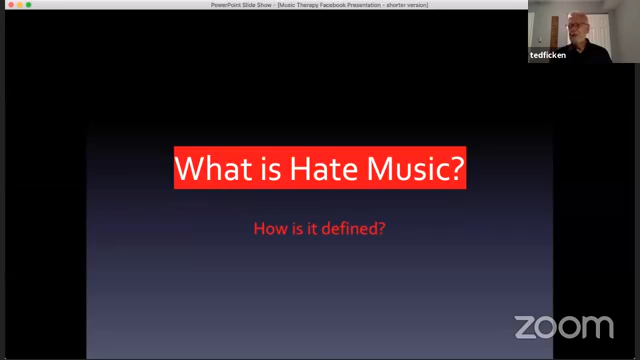 PowerPoint Slide Show - [Music Therapy Facebook Presentation - shorter version]
tedficken
What is Hate Music?
How is it defined?
zoom